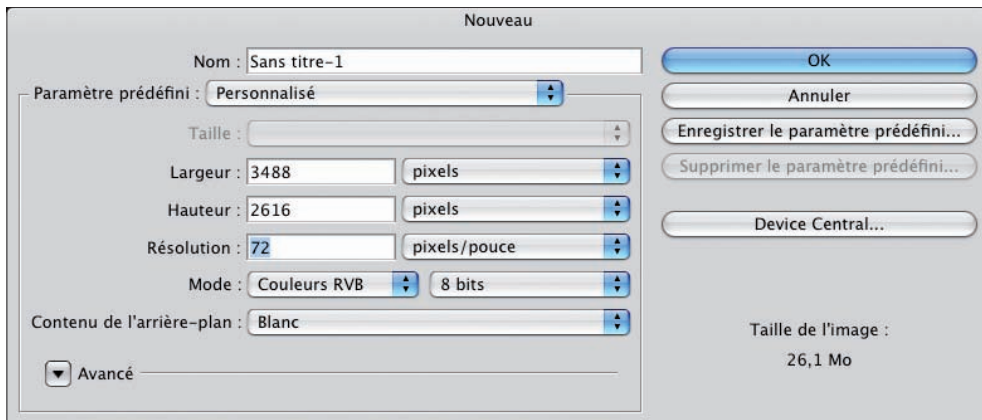 Nouveau
Nom : Sans titre-1
OK
Paramètre prédéfini : Personnalisé
Annuler
Taille :
Enregistrer le paramètre prédéfini...
Largeur : 3488 pixels
Supprimer le paramètre prédéfini...
Hauteur : 2616 pixels
Device Central...
Résolution : 72 pixels/pouce
Mode : Couleurs RVB 8 bits
Contenu de l'arrière-plan : Blanc
Taille de l'image :
26,1 Mo
Avancé